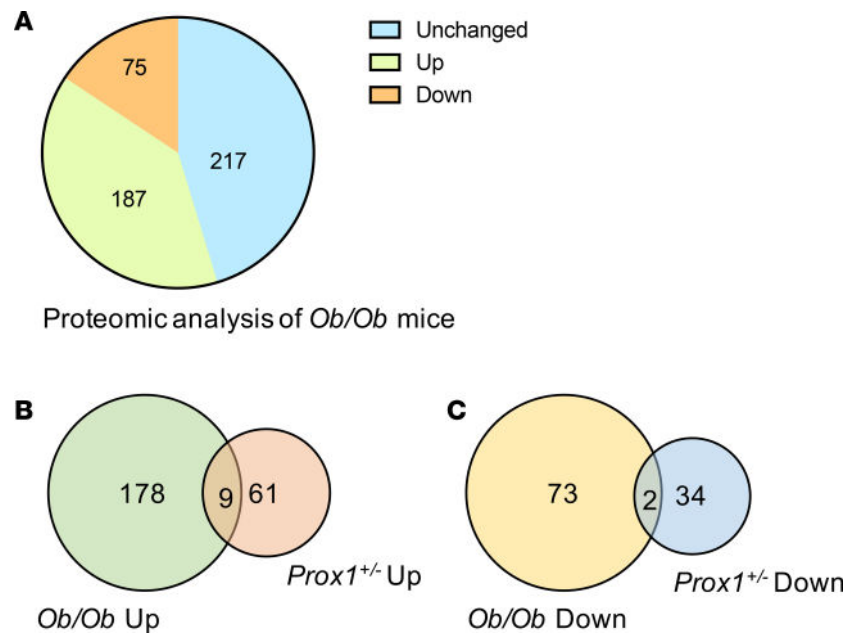 A
Unchanged
Up
Down
75
217
187
Proteomic analysis of Ob/Ob mice
B
178
9
61
Prox1+/- Up
Ob/Ob Up
C
73
2
34
Prox1+/- Down
Ob/Ob Down